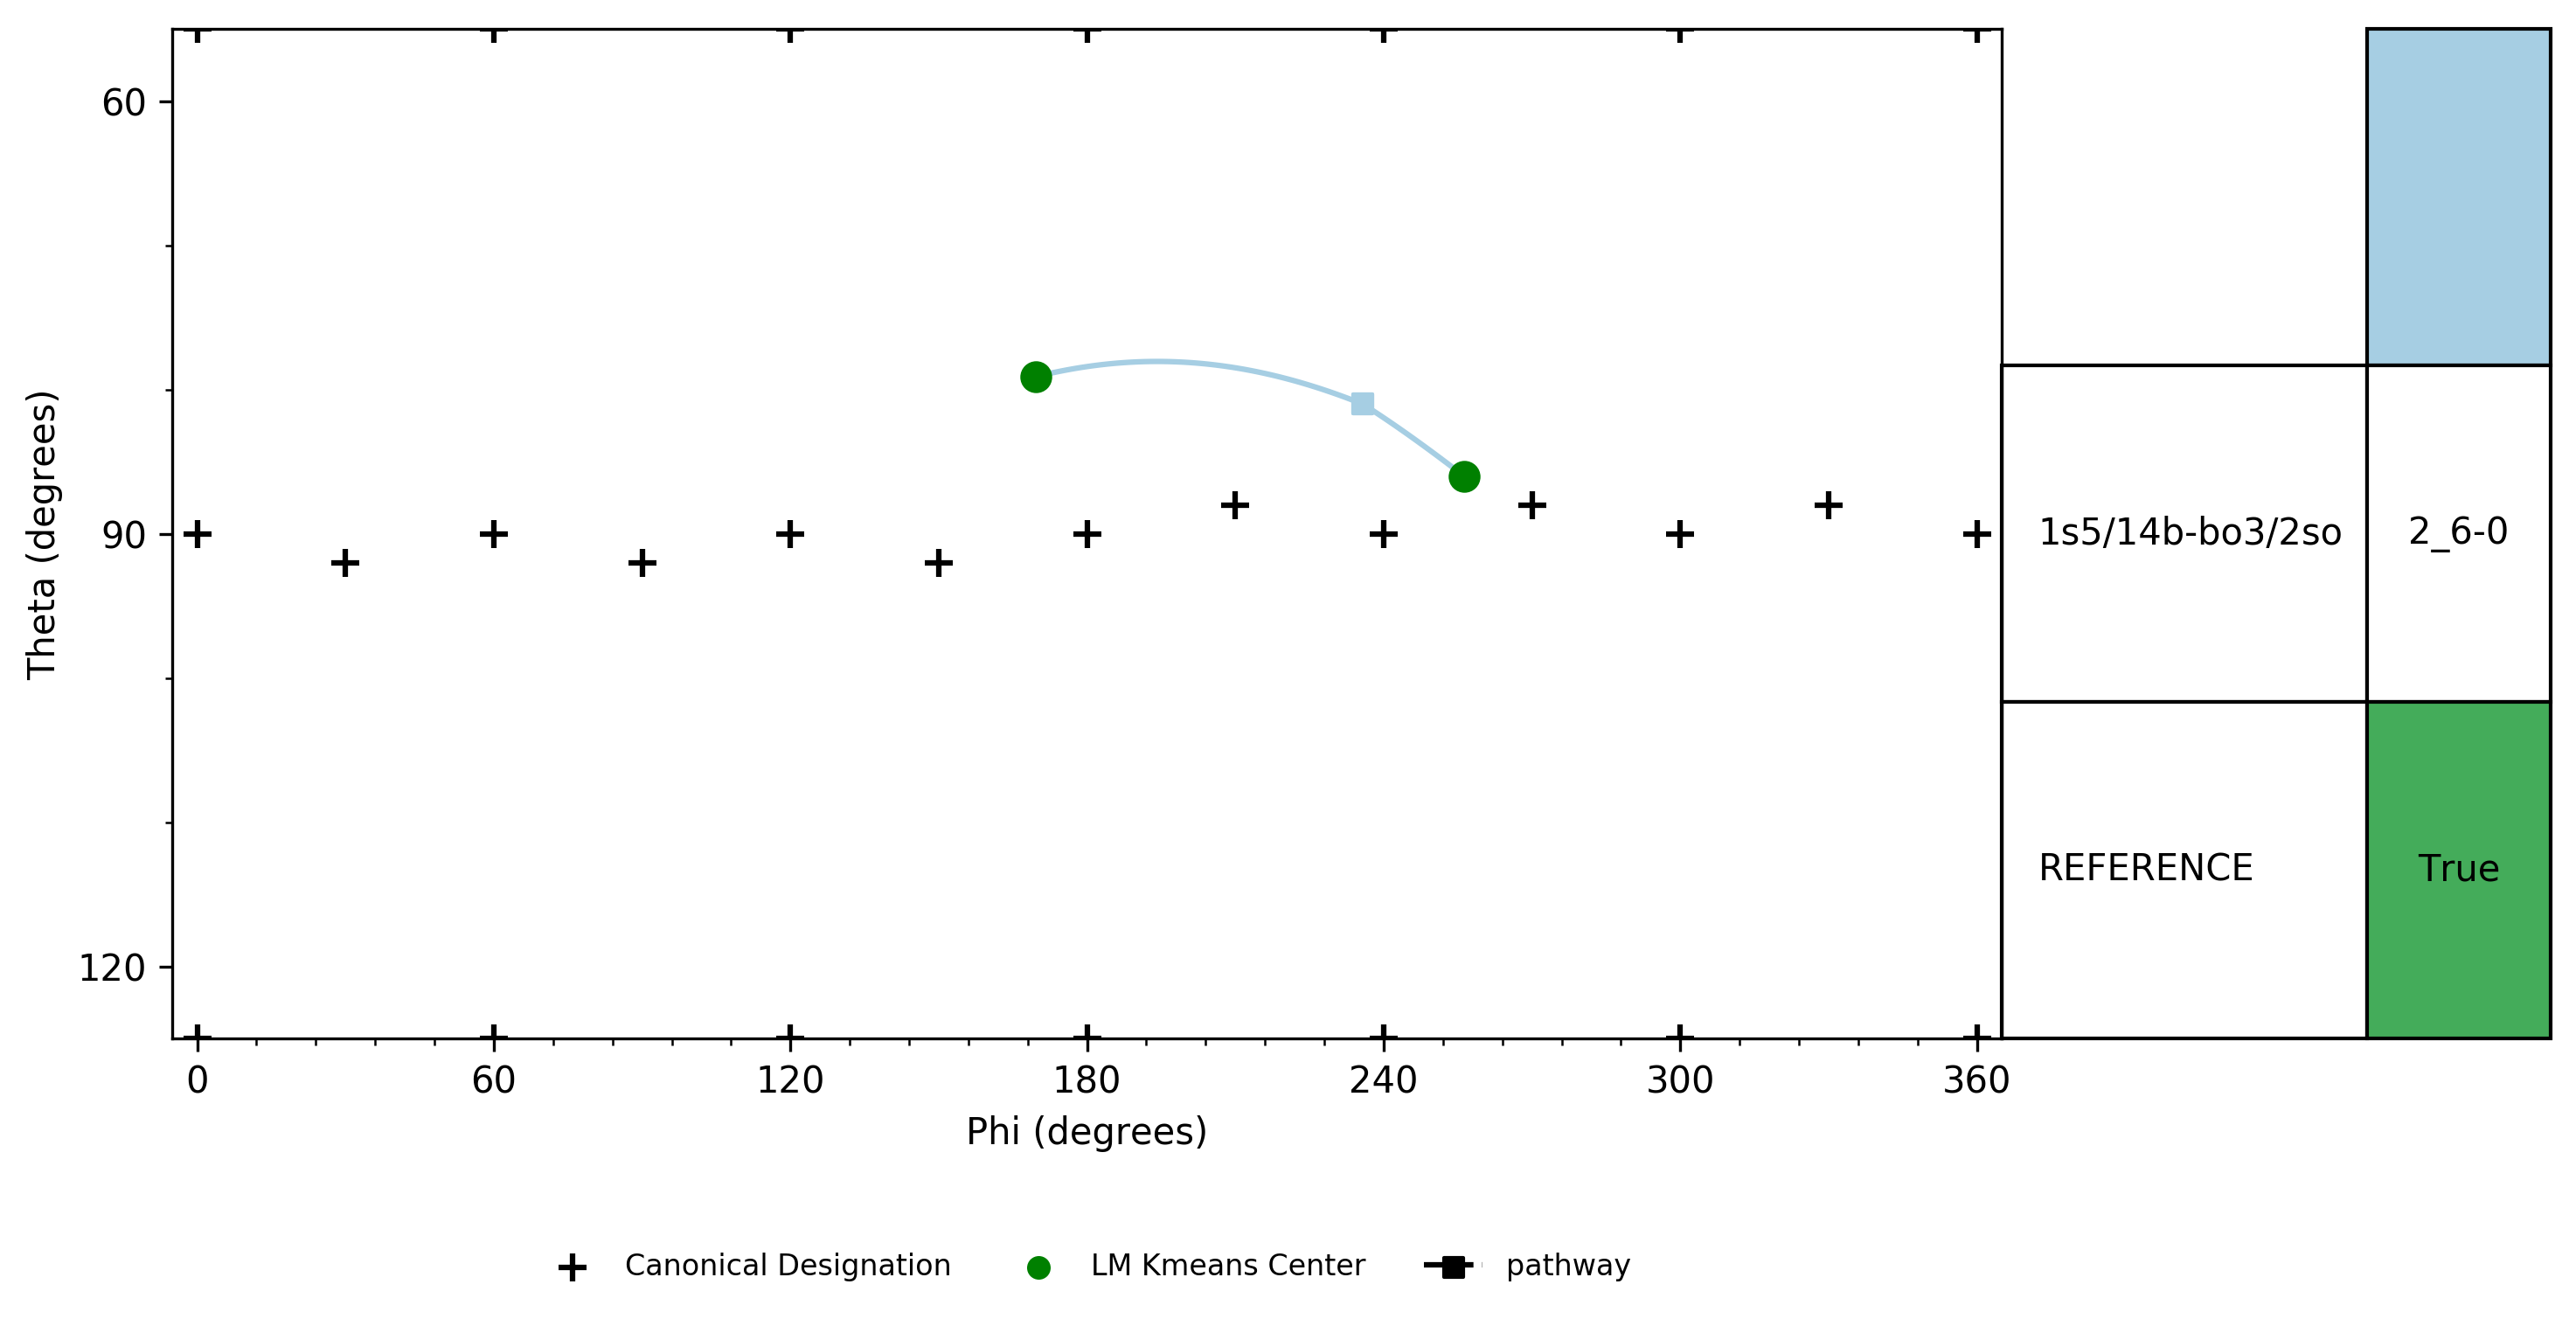 60
90
120
Theta (degrees)
0 60 120 180 240 300 360
Phi (degrees)
1s5/14b-bo3/2so 2_6-0
REFERENCE True
Canonical Designation LM Kmeans Center pathway